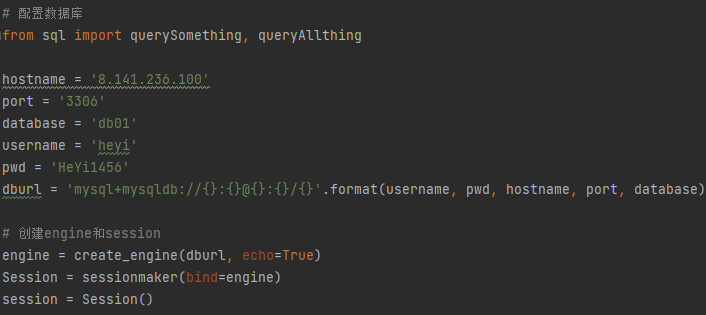 # 配置数据库
from sql import querySomething, queryAllthing
hostname = '8.141.236.100'
port = '3306'
database = 'db01'
username = 'heyi'
pwd = 'HeYi1456'
dburl = 'mysql+mysqldb://{}:{}@{}:{}/{}'.format(username, pwd, hostname, port, database)
# 创建engine和session
engine = create_engine(dburl, echo=True)
Session = sessionmaker(bind=engine)
session = Session()